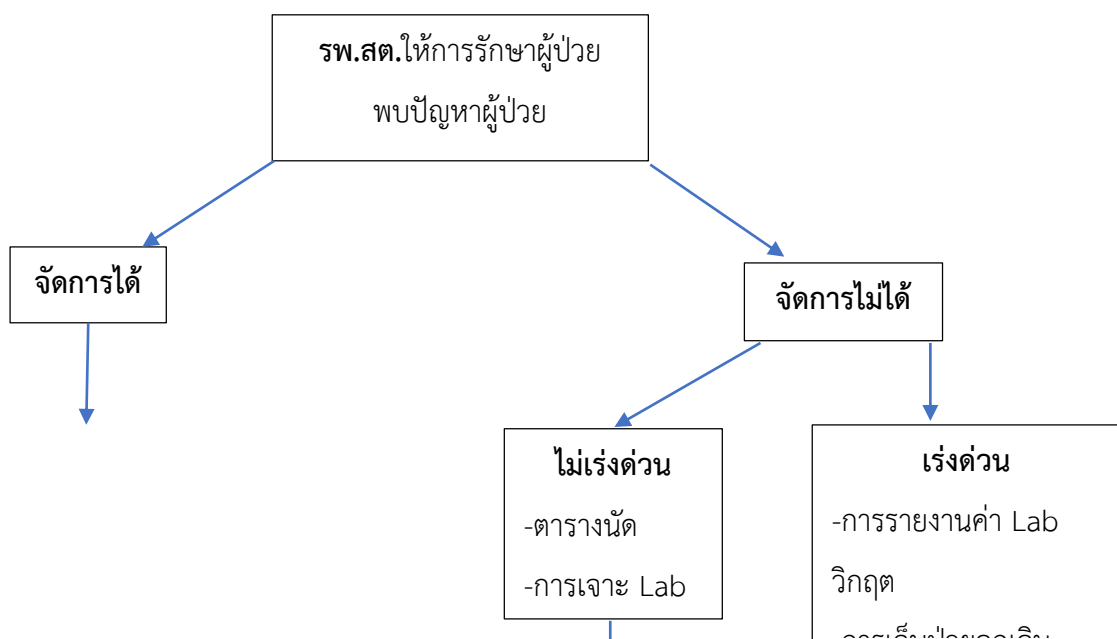 รพ.สต.ให้การรักษาผู้ป่วย
พบปัญหาผู้ป่วย
จัดการได้
จัดการไม่ได้
ไม่เร่งด่วน
-ตารางนัด
-การเจาะ Lab
เร่งด่วน
-การรายงานค่า Lab
วิกฤต